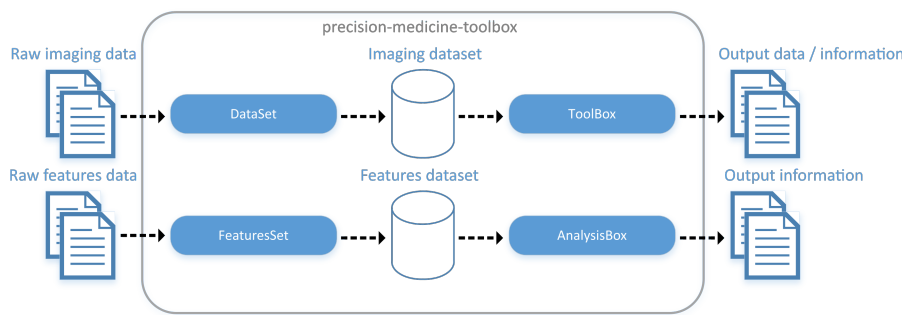 precision-medicine-toolbox
Raw imaging data
Imaging dataset
Output data / information
DataSet
ToolBox
Raw features data
Features dataset
Output information
FeaturesSet
AnalysisBox